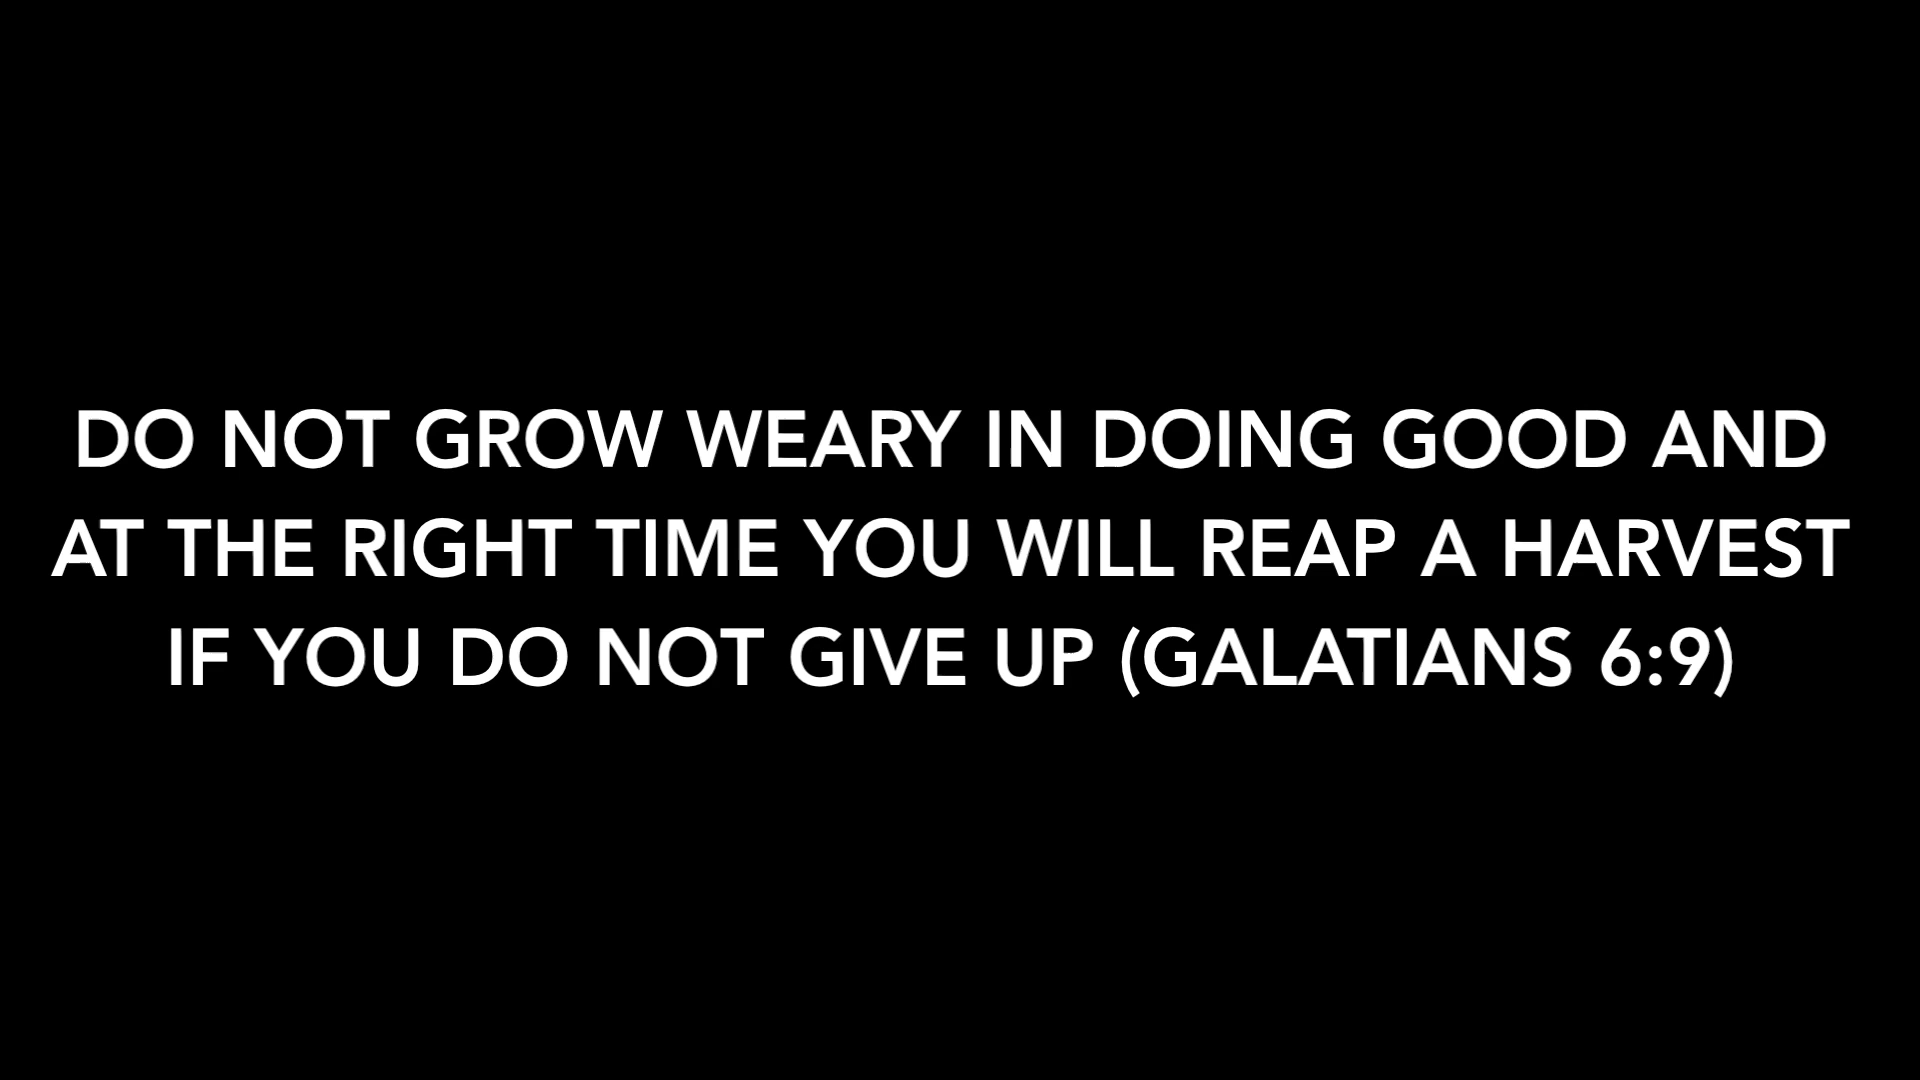 DO NOT GROW WEARY IN DOING GOOD AND
AT THE RIGHT TIME YOU WILL REAP A HARVEST
IF YOU DO NOT GIVE UP (GALATIANS 6:9)